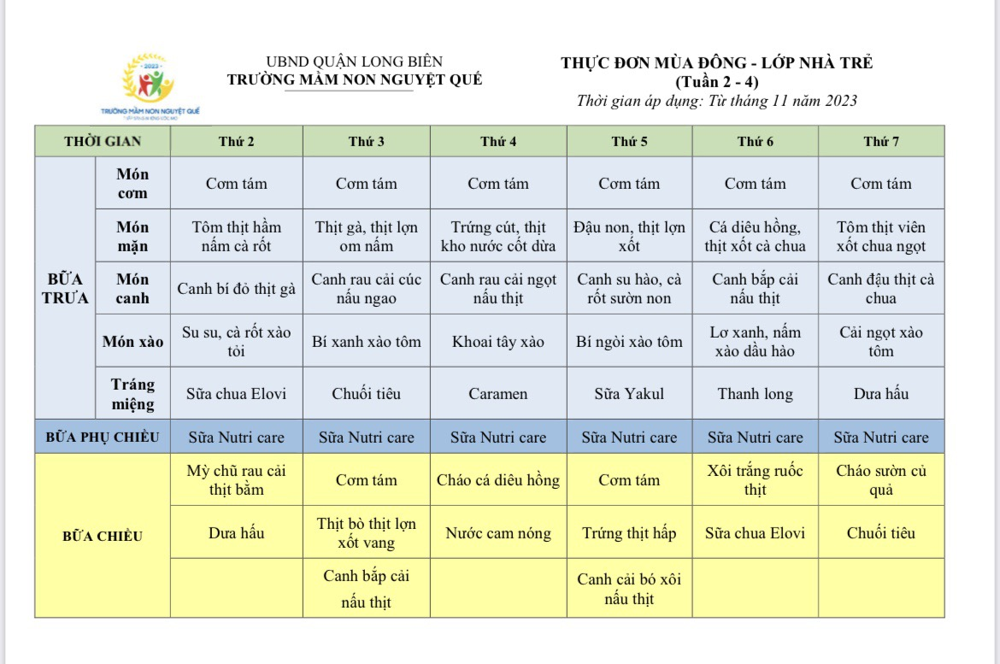 2023
TRƯỜNG MẦM NON NGUYỆT QUẾ
UBND QUẬN LONG BIÊN
TRƯỜNG MẦM NON NGUYỆT QUẾ
THỰC ĐƠN MÙA ĐÔNG - LỚP NHÀ TRẺ
(Tuần 2 - 4)
Thời gian áp dụng: Từ tháng 11 năm 2023
THỜI GIAN Thứ 2 Thứ 3 Thứ 4 Thứ 5 Thứ 6 Thứ 7
BỮA
TRƯA
Món
cơm
Cơm tám
Cơm tám
Cơm tám
Cơm tám
Cơm tám
Cơm tám
Món
mặn
Tôm thịt hầm
nấm cà rốt
Thịt gà, thịt lợn
om nấm
Trứng cút, thịt
kho nước cốt dừa
Đậu non, thịt lợn
xốt
Cá diêu hồng,
thịt xốt cà chua
Tôm thịt viên
xốt chua ngọt
Món
canh
Canh bí đỏ thịt gà
Canh rau cải cúc
nấu ngao
Canh rau cải ngọt
nấu thịt
Canh su hào, cà
rốt sườn non
Canh bắp cải
nấu thịt
Canh đậu thịt cà
chua
Món xào
Su su, cà rốt xào
tỏi
Bí xanh xào tôm
Khoai tây xào
Bí ngòi xào tôm
Lơ xanh, nấm
xào dầu hào
Cải ngọt xào
tôm
Tráng
miệng
Sữa chua Elovi
Chuối tiêu
Caramen
Sữa Yakul
Thanh long
Dưa hấu
BỮA PHỤ CHIỀU Sữa Nutri care Sữa Nutri care Sữa Nutri care Sữa Nutri care Sữa Nutri care Sữa Nutri care
BỮA CHIỀU
Mỳ chũ rau cải
thịt bằm
Cơm tám
Cháo cá diêu hồng
Cơm tám
Xôi trắng ruốc
thịt
Cháo sườn củ
quả
Dưa hấu
Thịt bò thịt lợn
xốt vang
Nước cam nóng
Trứng thịt hấp
Sữa chua Elovi
Chuối tiêu
Canh bắp cải
nấu thịt
Canh cải bó xôi
nấu thịt